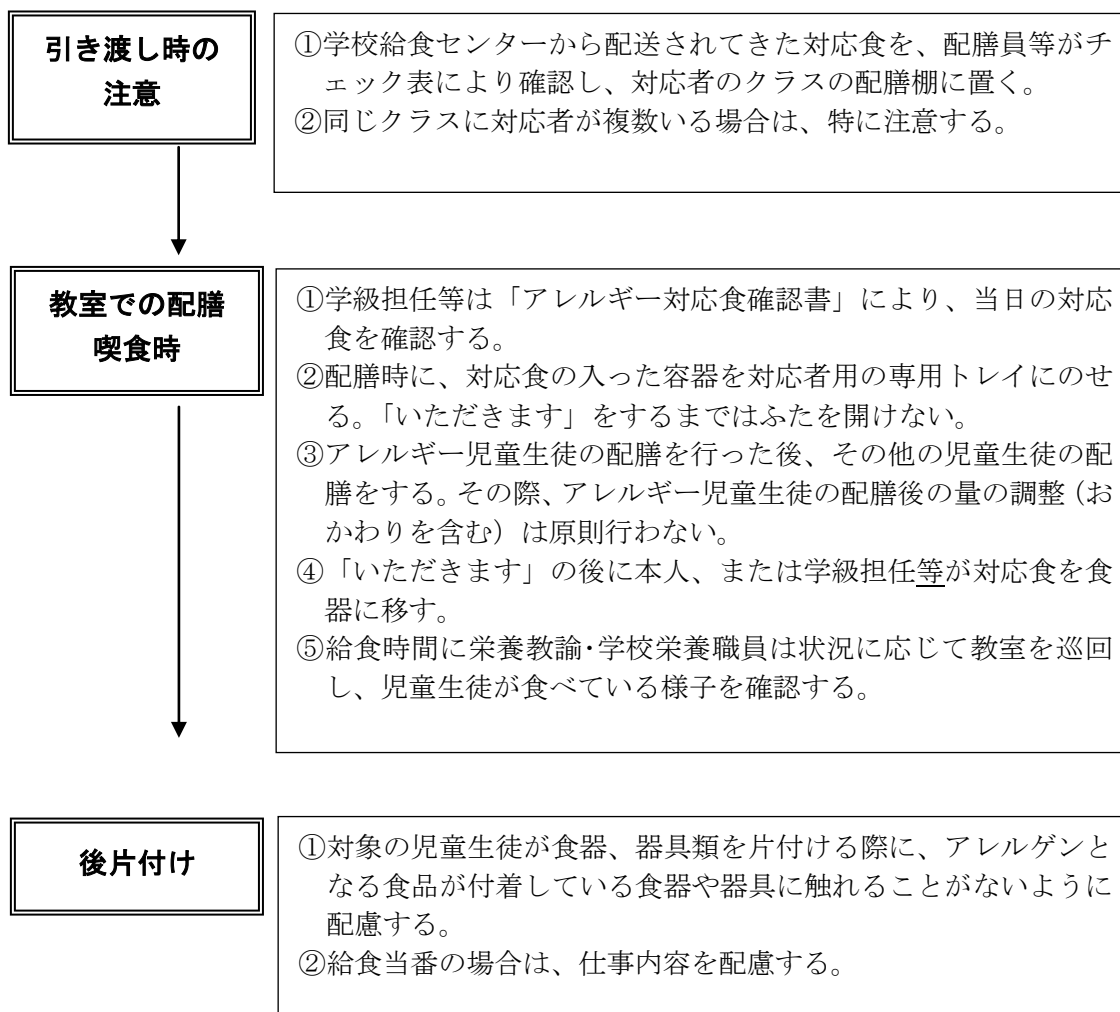 引き渡し時の
注意
①学校給食センターから配送されてきた対応食を、配膳員等がチ
ェック表により確認し、対応者のクラスの配膳棚に置く。
②同じクラスに対応者が複数いる場合は、特に注意する。
教室での配膳
喫食時
①学級担任等は「アレルギー対応食確認書」により、当日の対応
食を確認する。
②配膳時に、対応食の入った容器を対応者用の専用トレイにのせ
る。「いただきます」をするまではふたを開けない。
③アレルギー児童生徒の配膳を行った後、その他の児童生徒の配
膳をする。その際、アレルギー児童生徒の配膳後の量の調整（お
かわりを含む）は原則行わない。
④「いただきます」の後に本人、または学級担任等が対応食を食
器に移す。
⑤給食時間に栄養教諭・学校栄養職員は状況に応じて教室を巡回
し、児童生徒が食べている様子を確認する。
後片付け
①対象の児童生徒が食器、器具類を片付ける際に、アレルゲンと
なる食品が付着している食器や器具に触れることがないように
配慮する。
②給食当番の場合は、仕事内容を配慮する。